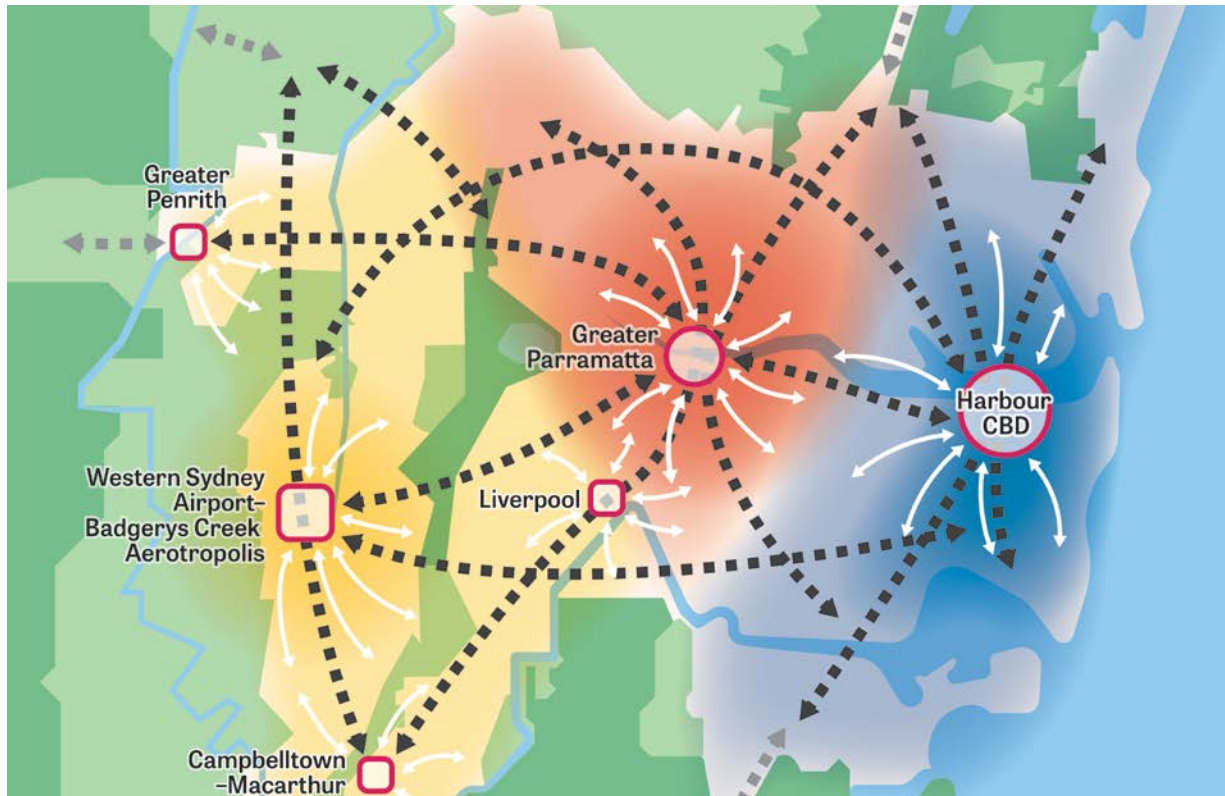 Greater
Penrith
Greater
Parramatta
Harbour
CBD
Western Sydney
Airport–
Badgerys Creek
Aerotropolis
Liverpool
Campbelltown
–Macarthur